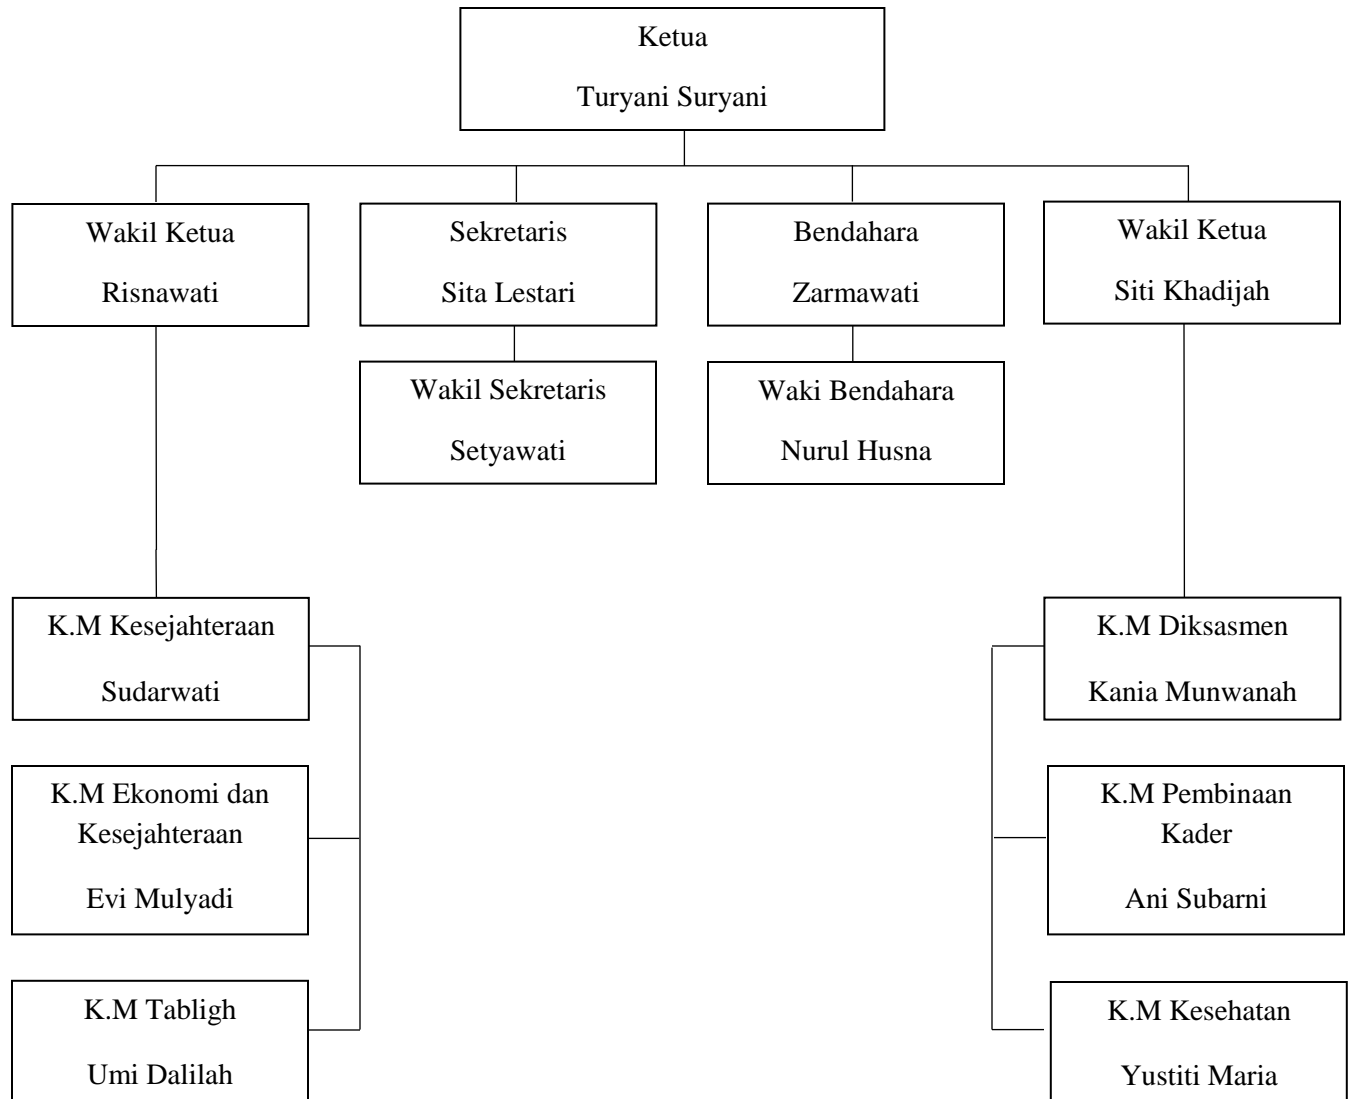 Ketua
Turyani Suryani
Wakil Ketua
Risnawati
Sekretaris
Sita Lestari
Bendahara
Zarmawati
Wakil Ketua
Siti Khadijah
Wakil Sekretaris
Setyawati
Waki Bendahara
Nurul Husna
K.M Kesejahteraan
Sudarwati
K.M Diksasmen
Kania Munwanah
K.M Ekonomi dan
Kesejahteraan
Evi Mulyadi
K.M Pembinaan
Kader
Ani Subarni
K.M Tabligh
Umi Dalilah
K.M Kesehatan
Yustiti Maria